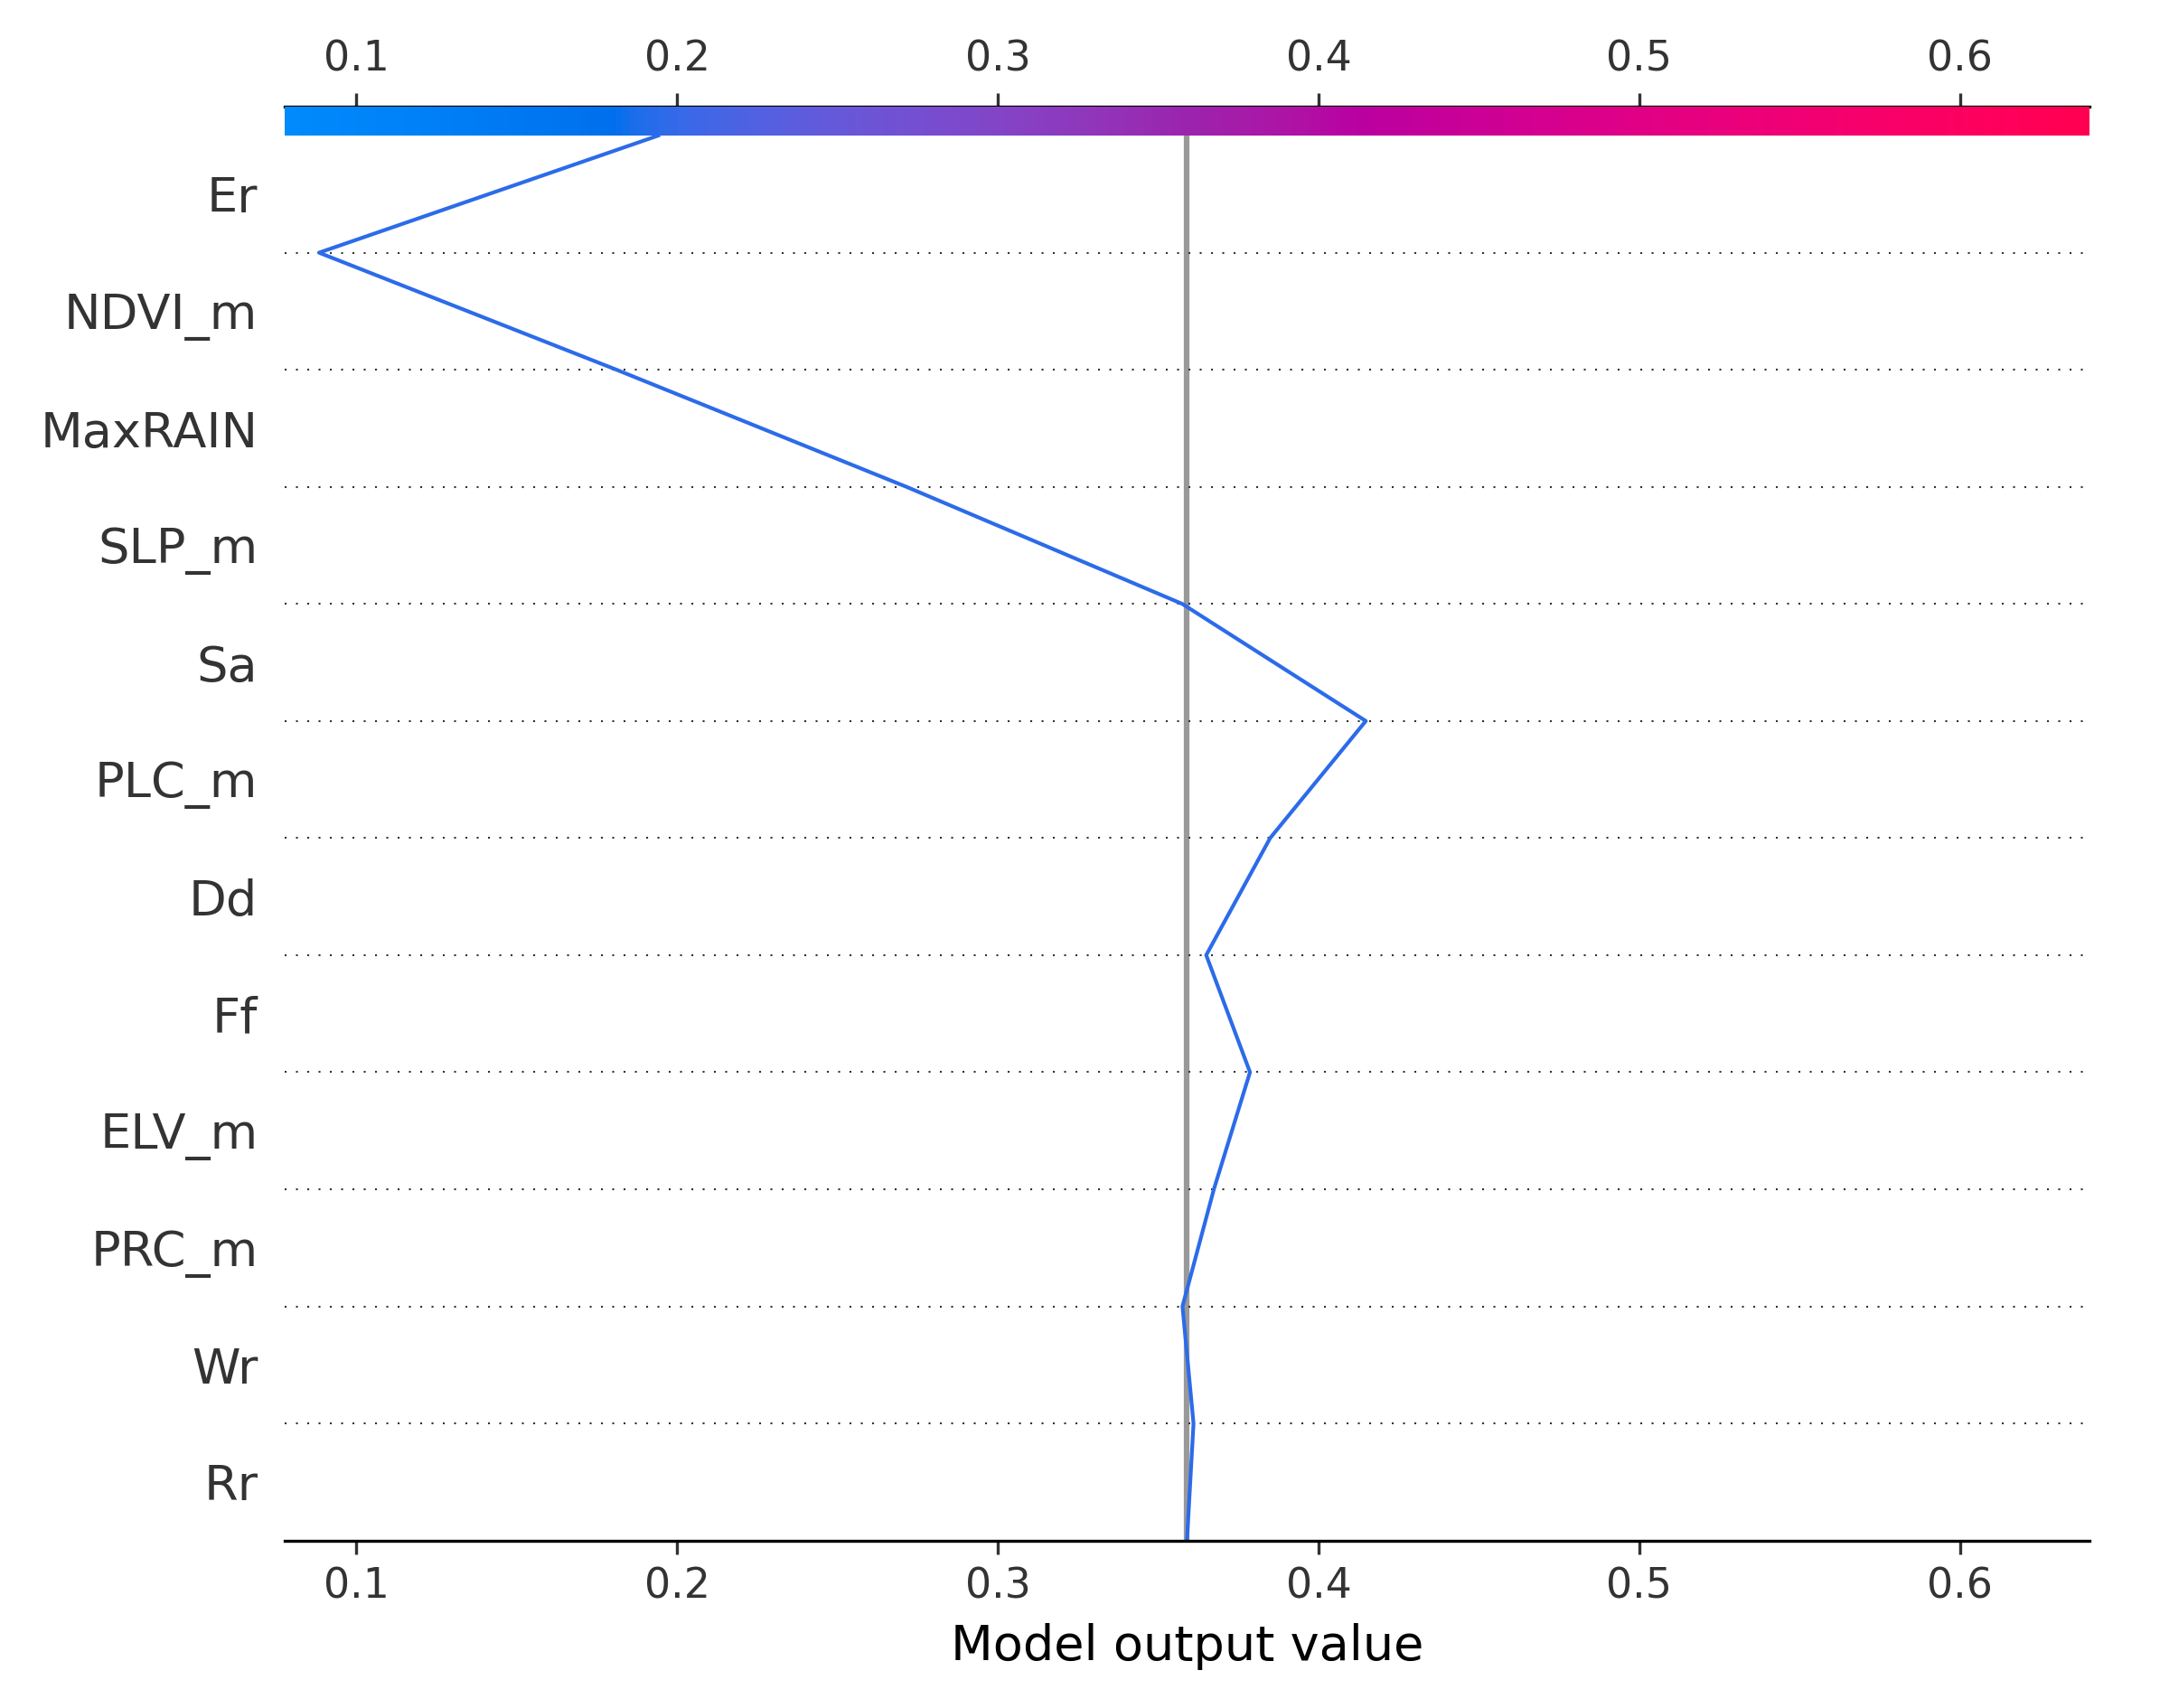 0.1 0.2 0.3 0.4 0.5 0.6
Er
NDVI_m
MaxRAIN
SLP_m
Sa
PLC_m
Dd
Ff
ELV_m
PRC_m
Wr
Rr
0.1 0.2 0.3 0.4 0.5 0.6
Model output value